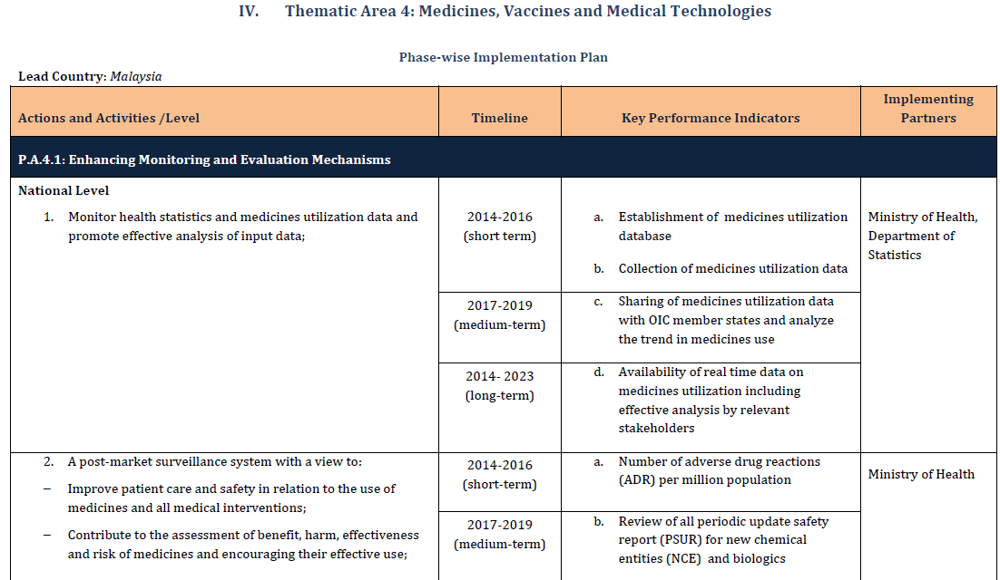 IV. Thematic Area 4: Medicines, Vaccines and Medical Technologies
Phase-wise Implementation Plan
Lead Country: Malaysia
Actions and Activities /Level
Timeline
Key Performance Indicators
Implementing
Partners
P.A.4.1: Enhancing Monitoring and Evaluation Mechanisms
National Level
1. Monitor health statistics and medicines utilization data and
promote effective analysis of input data;
2014-2016
(short term)
a. Establishment of medicines utilization
database
b. Collection of medicines utilization data
Ministry of Health,
Department of
Statistics
2017-2019
(medium-term)
c. Sharing of medicines utilization data
with OIC member states and analyze
the trend in medicines use
2014- 2023
(long-term)
d. Availability of real time data on
medicines utilization including
effective analysis by relevant
stakeholders
2. A post-market surveillance system with a view to:
– Improve patient care and safety in relation to the use of
medicines and all medical interventions;
– Contribute to the assessment of benefit, harm, effectiveness
and risk of medicines and encouraging their effective use;
2014-2016
(short-term)
a. Number of adverse drug reactions
(ADR) per million population
Ministry of Health
2017-2019
(medium-term)
b. Review of all periodic update safety
report (PSUR) for new chemical
entities (NCE) and biologics